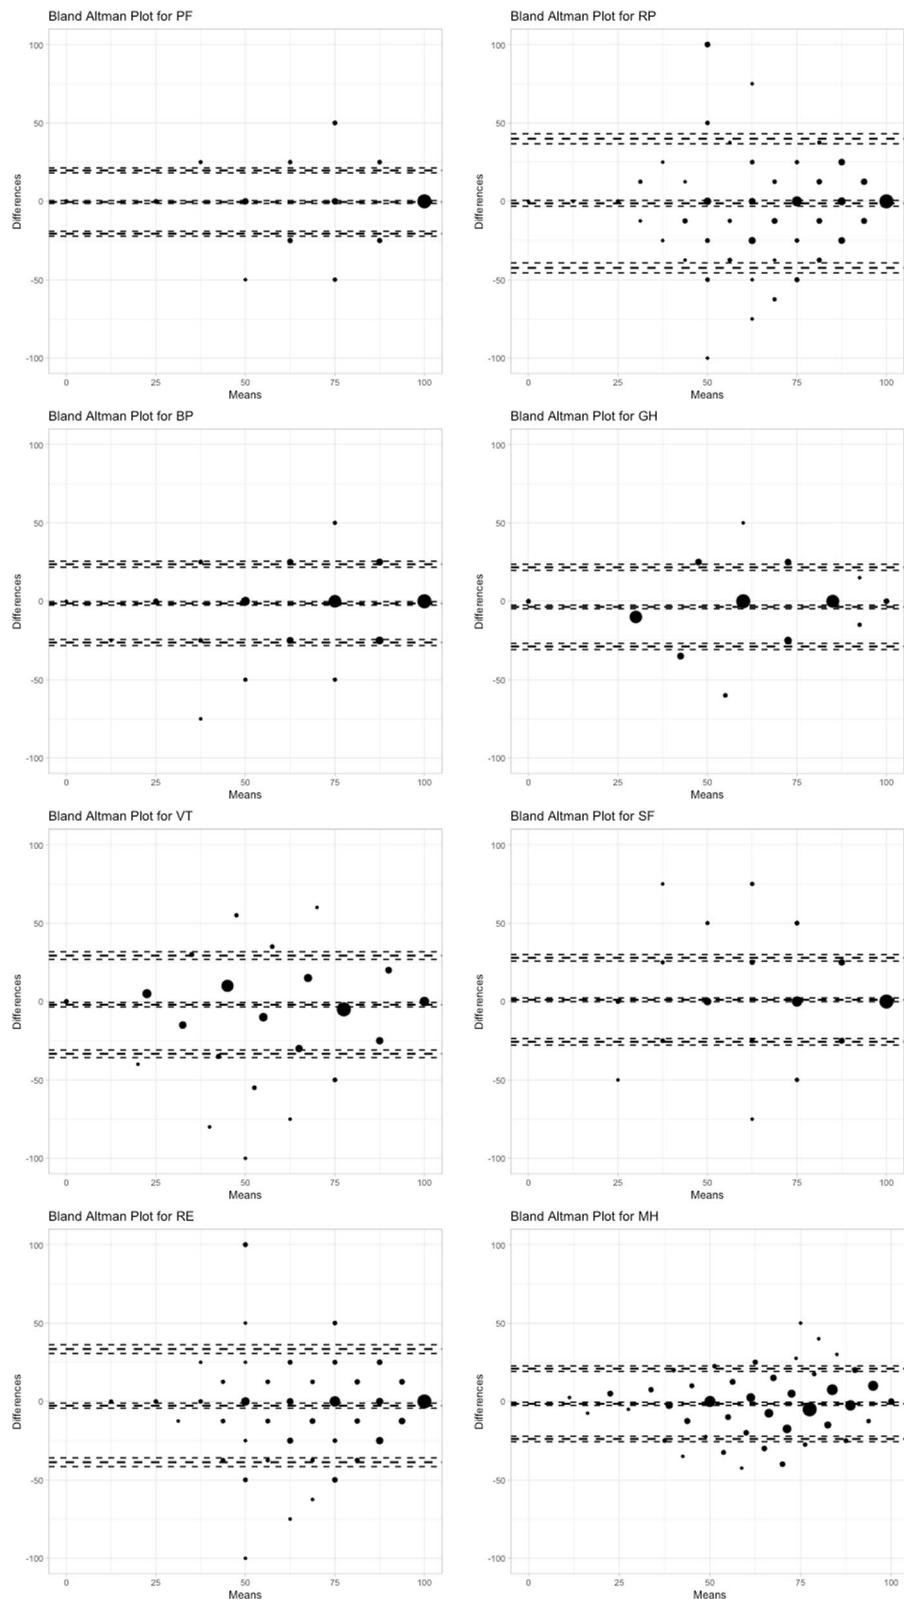 Bland Altman Plot for PF
100
50
0
-50
-100
Differences
0 25 50 75 100
Means
Bland Altman Plot for RP
100
50
0
-50
-100
Differences
0 25 50 75 100
Means
Bland Altman Plot for BP
100
50
0
-50
-100
Differences
0 25 50 75 100
Means
Bland Altman Plot for GH
100
50
0
-50
-100
Differences
0 25 50 75 100
Means
Bland Altman Plot for VT
100
50
0
-50
-100
Differences
0 25 50 75 100
Means
Bland Altman Plot for SF
100
50
0
-50
-100
Differences
0 25 50 75 100
Means
Bland Altman Plot for RE
100
50
0
-50
-100
Differences
0 25 50 75 100
Means
Bland Altman Plot for MH
100
50
0
-50
-100
Differences
0 25 50 75 100
Means